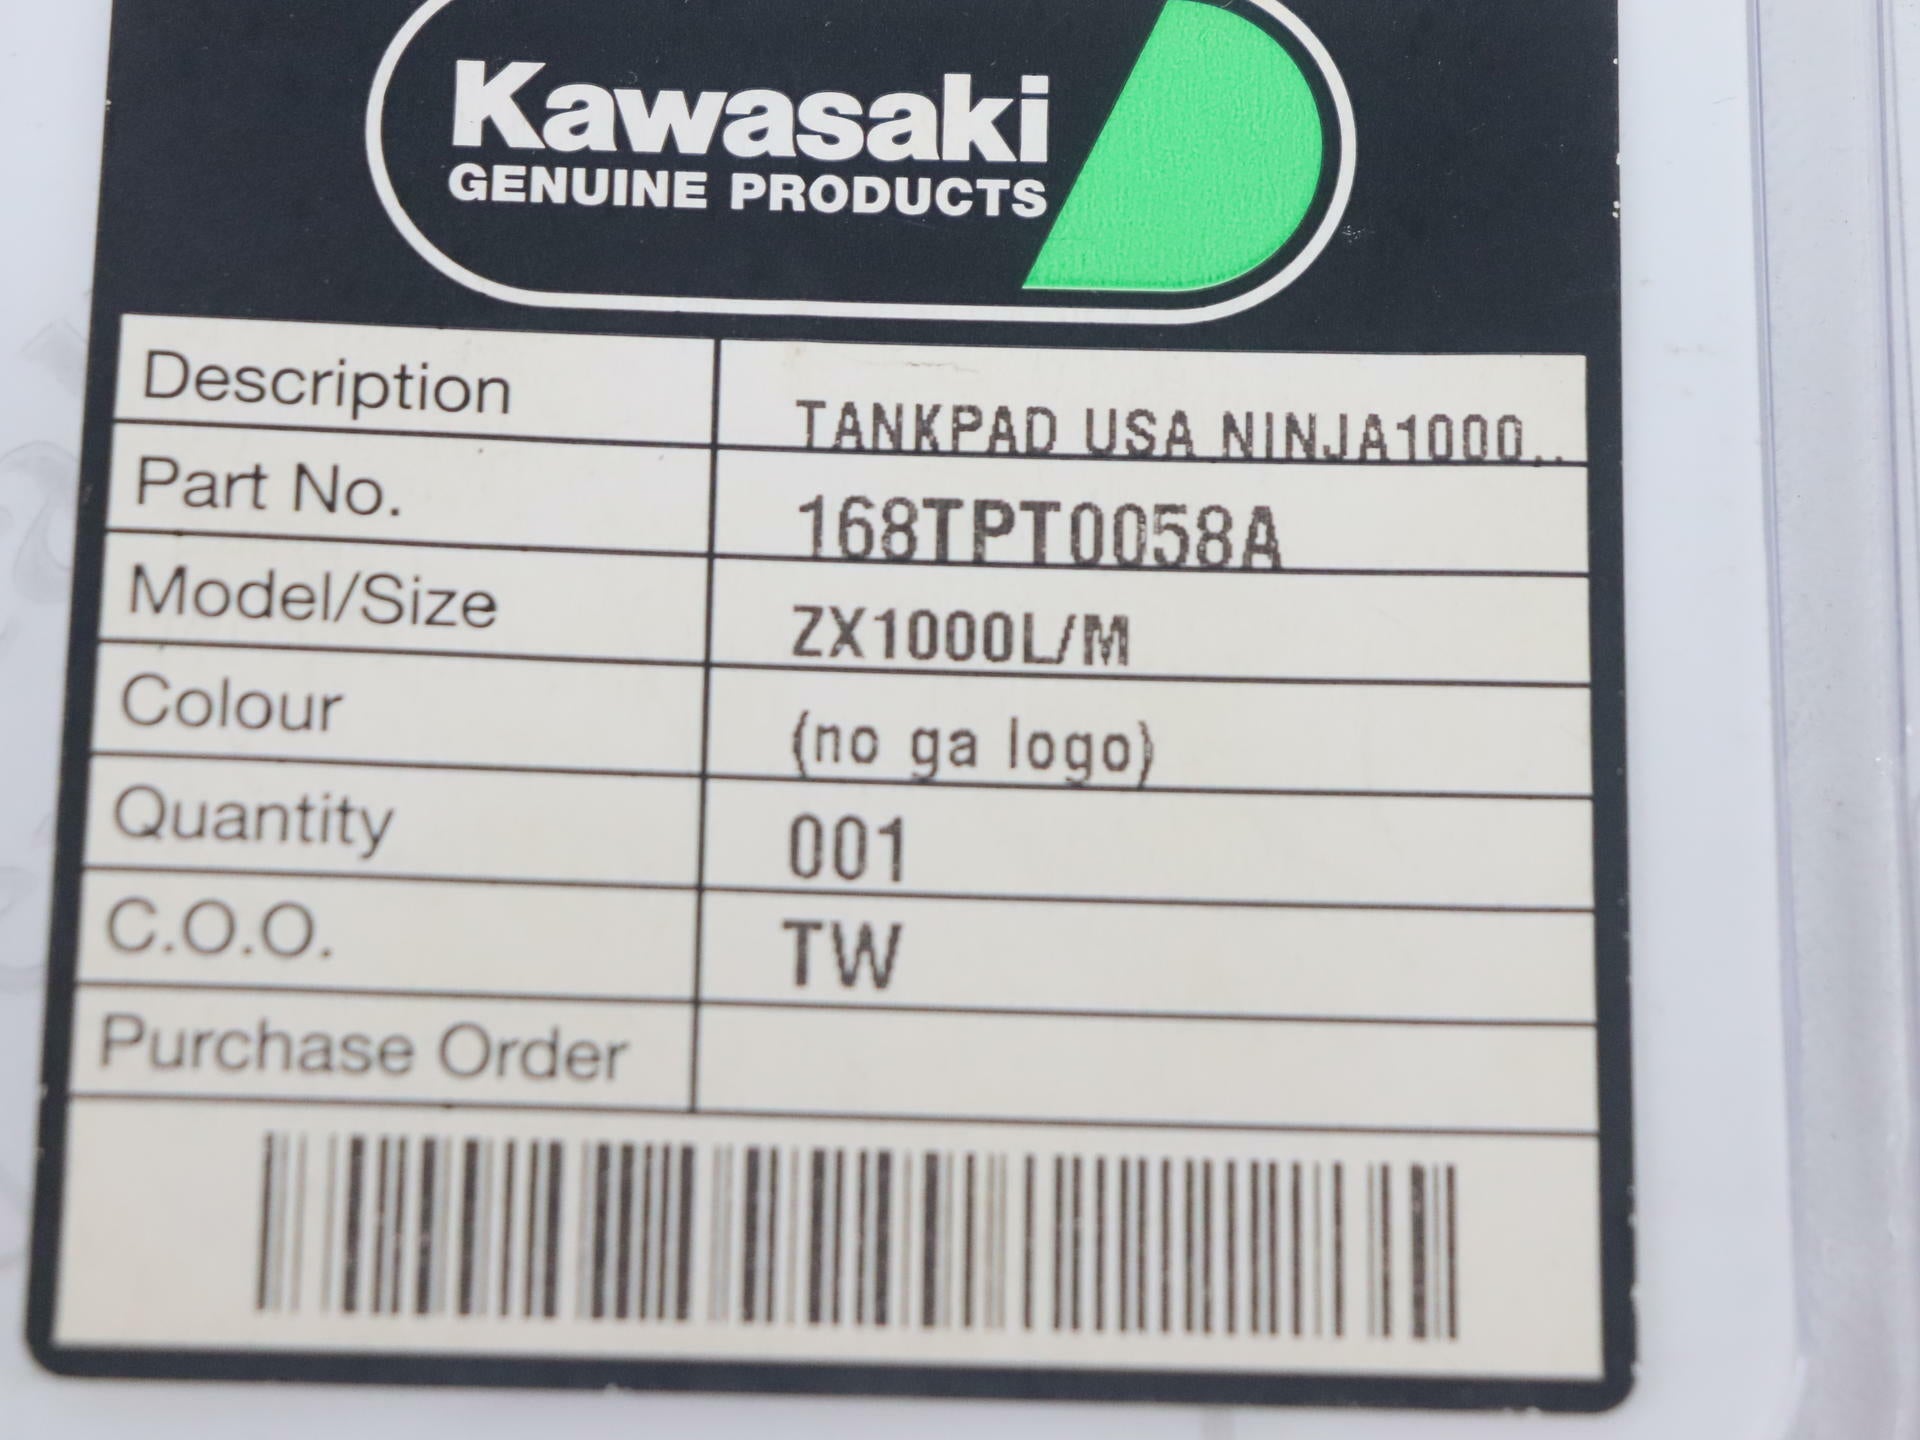 Kawasaki
GENUINE PRODUCTS
Description TANKPAD USA NINJA1000..
Part No. 168TPT0058A
Model/Size ZX1000L/M
Colour (no ga logo)
Quantity 001
C.O.O. TW
Purchase Order